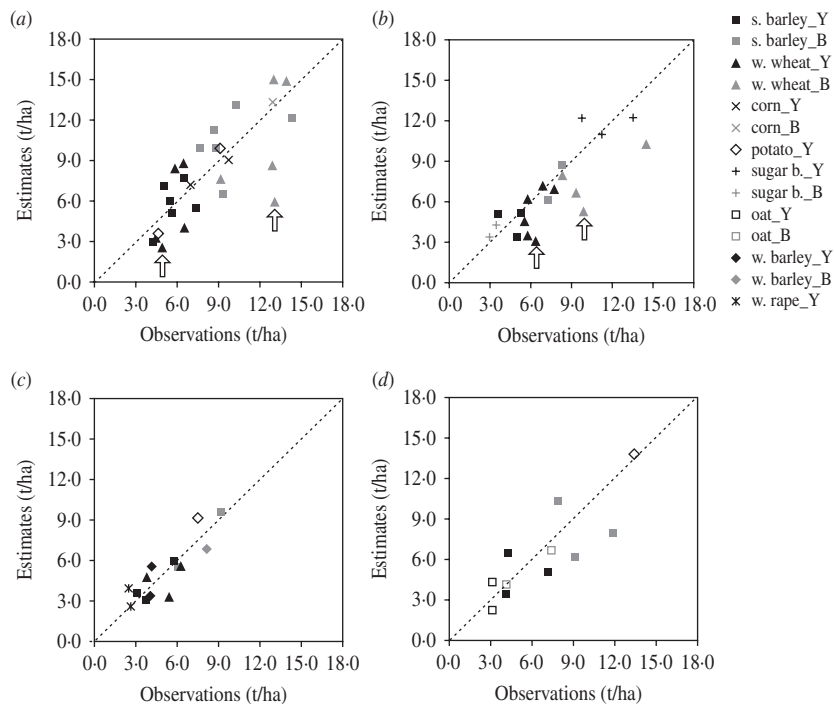 (a)
18·0
15·0
12·0
9·0
6·0
3·0
0·0
Estimates (t/ha)
0·0 3·0 6·0 9·0 12·0 15·0 18·0
Observations (t/ha)
(b)
18·0
15·0
12·0
9·0
6·0
3·0
0·0
Estimates (t/ha)
0·0 3·0 6·0 9·0 12·0 15·0 18·0
Observations (t/ha)
s. barley_Y
s. barley_B
w. wheat_Y
w. wheat_B
corn_Y
corn_B
potato_Y
sugar b._Y
sugar b._B
oat_Y
oat_B
w. barley_Y
w. barley_B
w. rape_Y
(c)
18·0
15·0
12·0
9·0
6·0
3·0
0·0
Estimates (t/ha)
0·0 3·0 6·0 9·0 12·0 15·0 18·0
Observations (t/ha)
(d)
18·0
15·0
12·0
9·0
6·0
3·0
0·0
Estimates (t/ha)
0·0 3·0 6·0 9·0 12·0 15·0 18·0
Observations (t/ha)